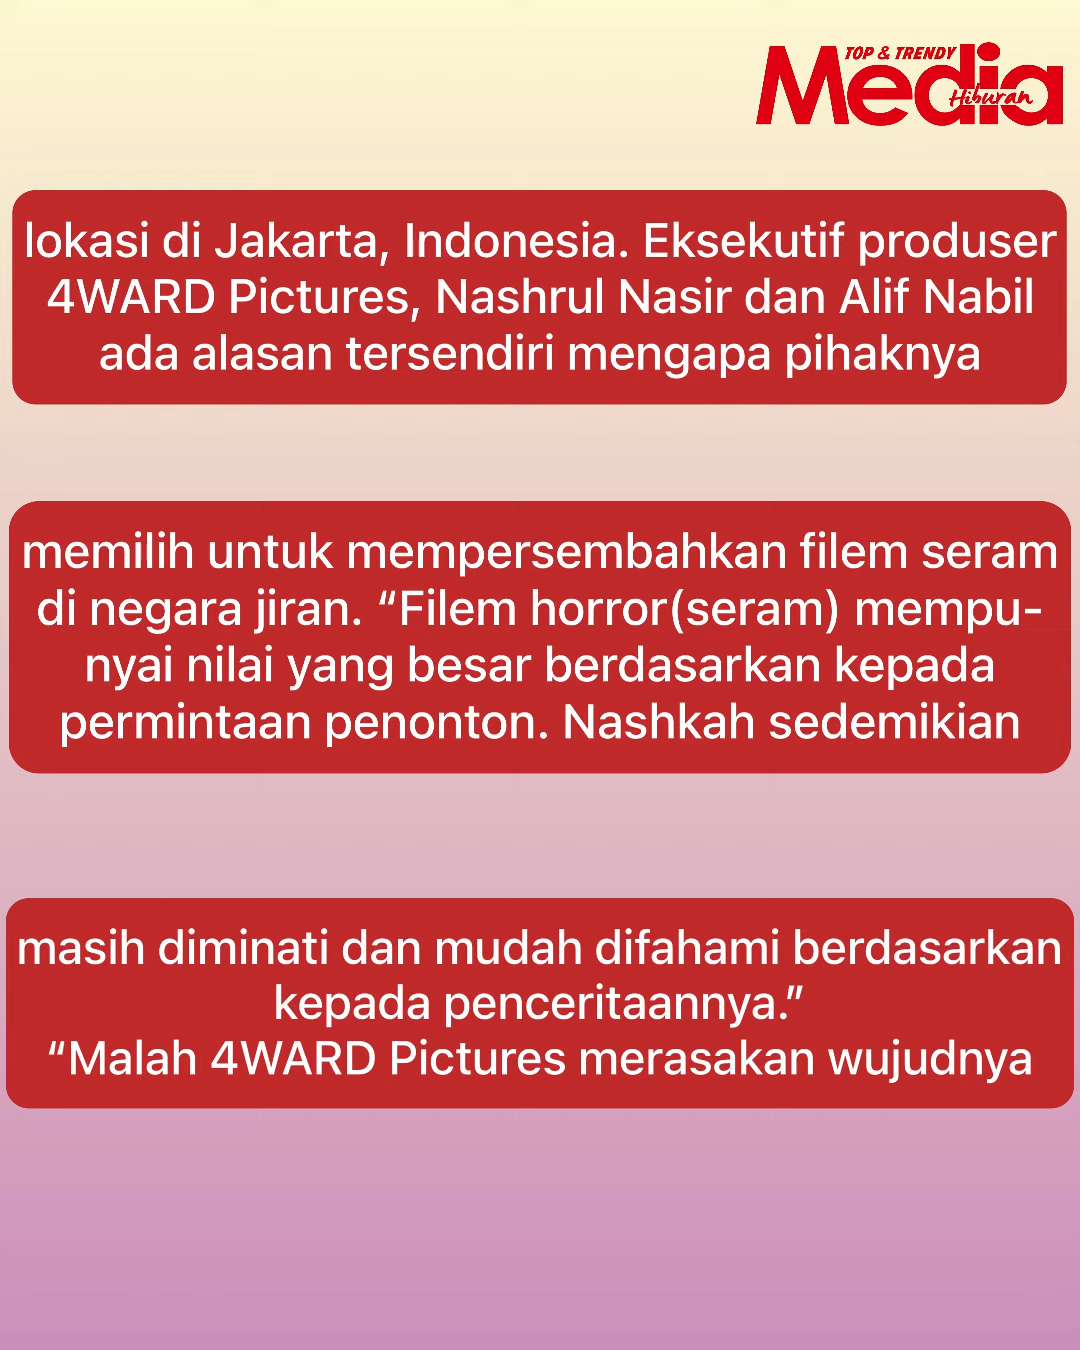 TOP & TRENDY
Media
Hiburan
lokasi di Jakarta, Indonesia. Eksekutif produser
4WARD Pictures, Nashrul Nasir dan Alif Nabil
ada alasan tersendiri mengapa pihaknya
memilih untuk mempersembahkan filem seram
di negara jiran. “Filem horror(seram) mempu-
nyai nilai yang besar berdasarkan kepada
permintaan penonton. Nashkah sedemikian
masih diminati dan mudah difahami berdasarkan
kepada penceritaannya.”
“Malah 4WARD Pictures merasakan wujudnya